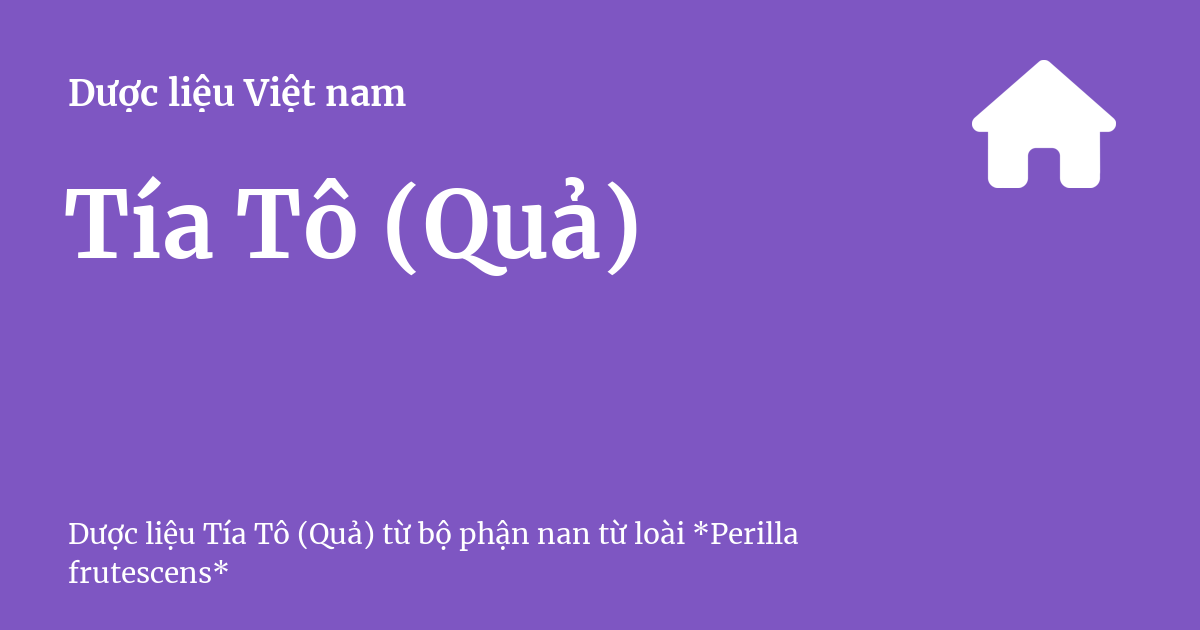 Dược liệu Việt nam
Tía Tô (Quả)
Dược liệu Tía Tô (Quả) từ bộ phận nan từ loài *Perilla
frutescens*